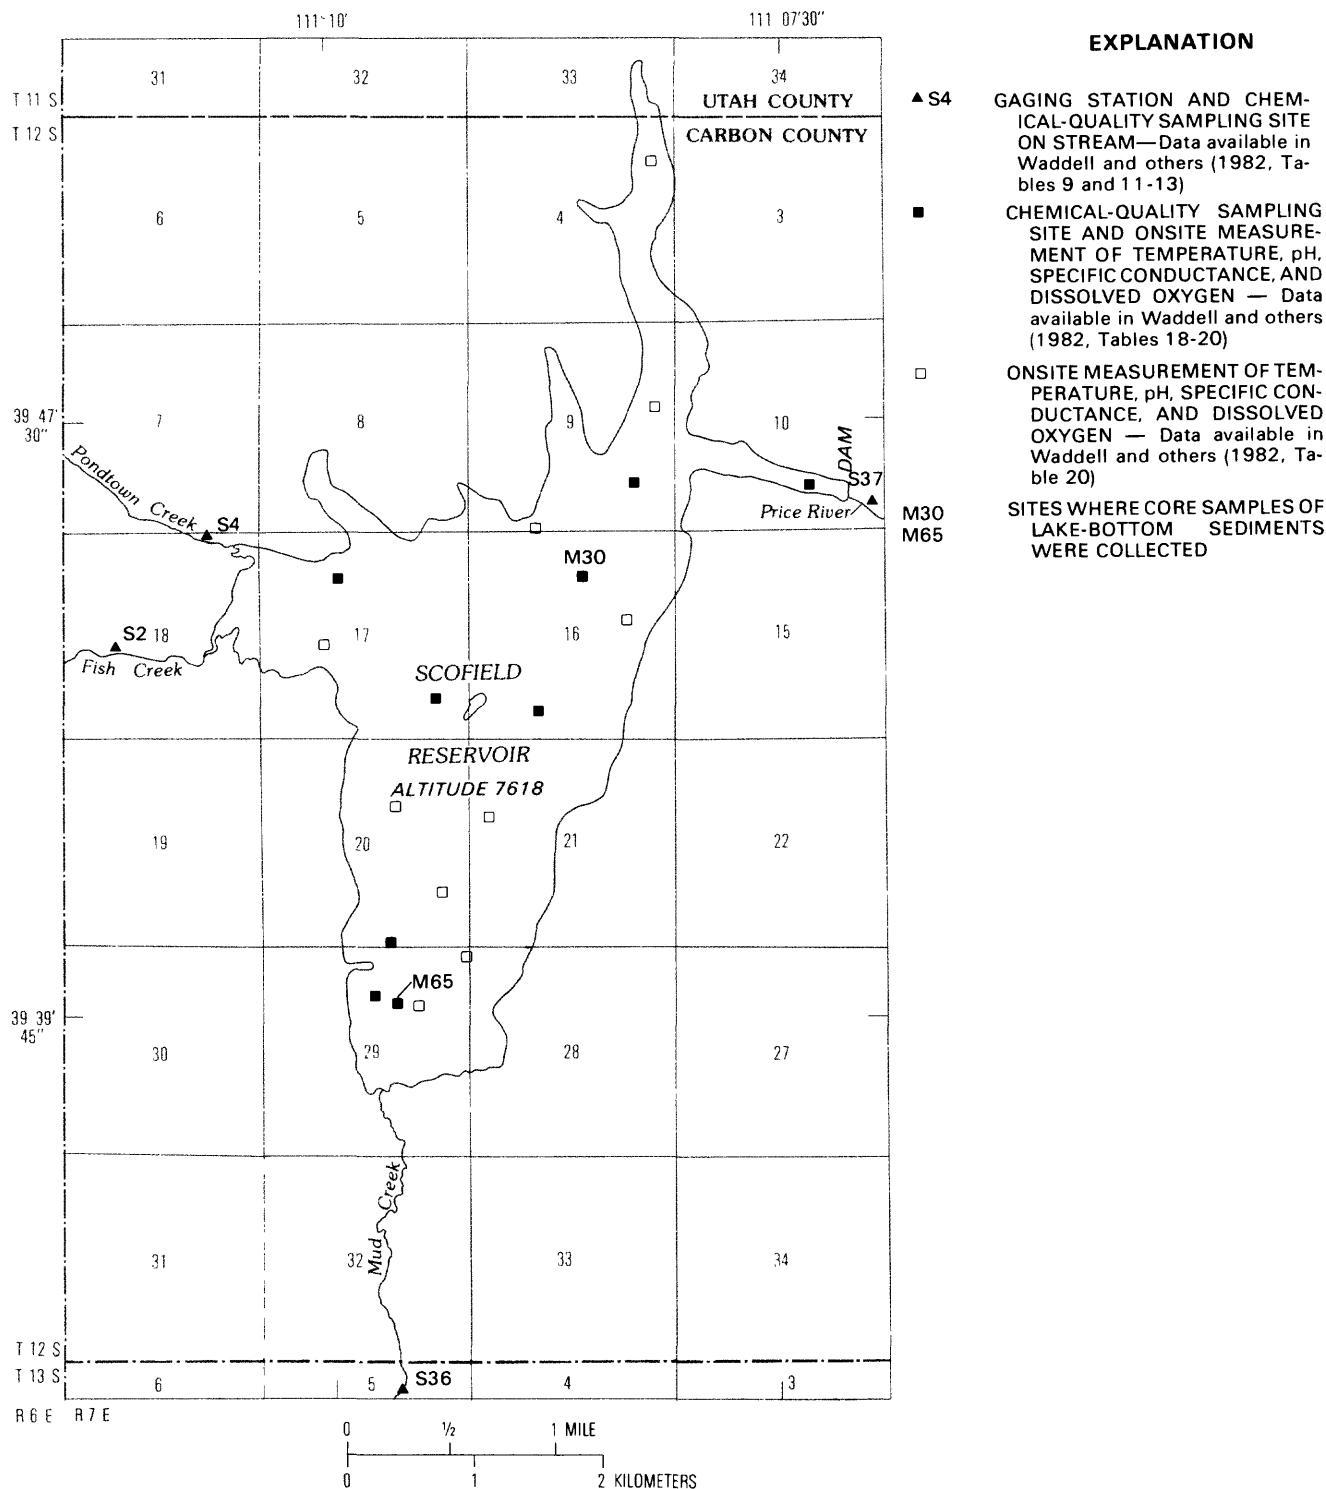 111 10'
111 07'30"
EXPLANATION
31
32
33
34
T 11 S
UTAH COUNTY
T 12 S
CARBON COUNTY
▲ S4 GAGING STATION AND CHEM-
ICAL-QUALITY SAMPLING SITE
ON STREAM—Data available in
Waddell and others (1982, Ta-
bles 9 and 11-13)
6
5
4
3
■ CHEMICAL-QUALITY SAMPLING
SITE AND ONSITE MEASURE-
MENT OF TEMPERATURE, pH,
SPECIFIC CONDUCTANCE, AND
DISSOLVED OXYGEN — Data
available in Waddell and others
(1982, Tables 18-20)
□ ONSITE MEASUREMENT OF TEM-
PERATURE, pH, SPECIFIC CON-
DUCTANCE, AND DISSOLVED
OXYGEN — Data available in
Waddell and others (1982, Ta-
ble 20)
39 47'
30"
7
8
9
10
DAM
Pondtown Creek
S4
S37
Price River
M30
M65
SITES WHERE CORE SAMPLES OF
LAKE-BOTTOM SEDIMENTS
WERE COLLECTED
M30
S2
18
17
16
15
Fish Creek
SCOFIELD
RESERVOIR
ALTITUDE 7618
19
20
21
22
M65
39 39'
45"
30
29
28
27
Mud Creek
31
32
33
34
T 12 S
T 13 S
6
5
S36
4
3
R 6 E R 7 E
0 1/2 1 MILE
0 1 2 KILOMETERS